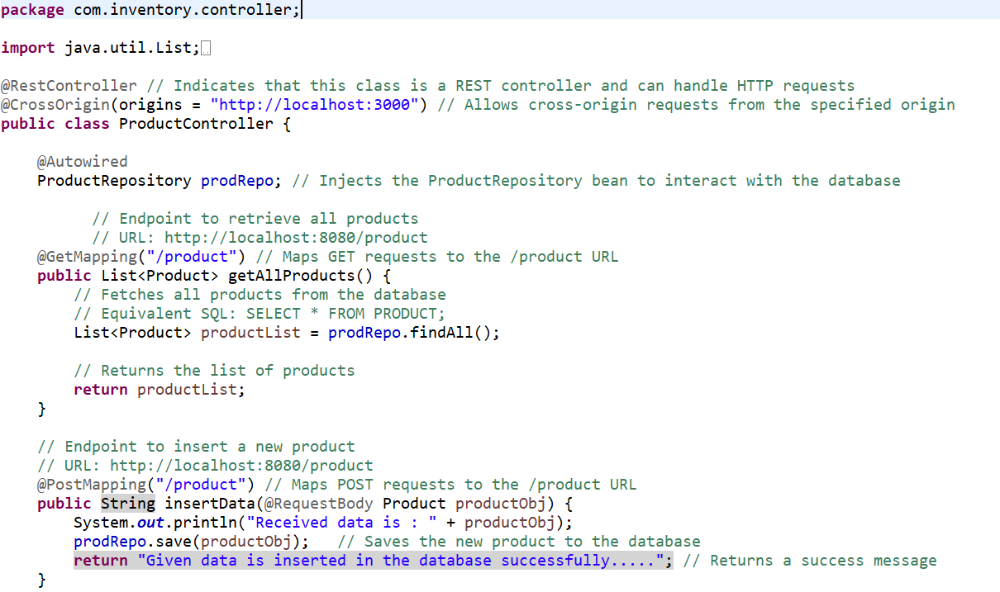 package com.inventory.controller;
import java.util.List;
@RestController // Indicates that this class is a REST controller and can handle HTTP requests
@CrossOrigin(origins = "http://localhost:3000") // Allows cross-origin requests from the specified origin
public class ProductController {
@Autowired
ProductRepository prodRepo; // Injects the ProductRepository bean to interact with the database
// Endpoint to retrieve all products
// URL: http://localhost:8080/product
@GetMapping("/product") // Maps GET requests to the /product URL
public List<Product> getAllProducts() {
// Fetches all products from the database
// Equivalent SQL: SELECT * FROM PRODUCT;
List<Product> productList = prodRepo.findAll();
// Returns the list of products
return productList;
}
// Endpoint to insert a new product
// URL: http://localhost:8080/product
@PostMapping("/product") // Maps POST requests to the /product URL
public String insertData(@RequestBody Product productObj) {
System.out.println("Received data is : " + productObj);
prodRepo.save(productObj); // Saves the new product to the database
return "Given data is inserted in the database successfully....."; // Returns a success message
}